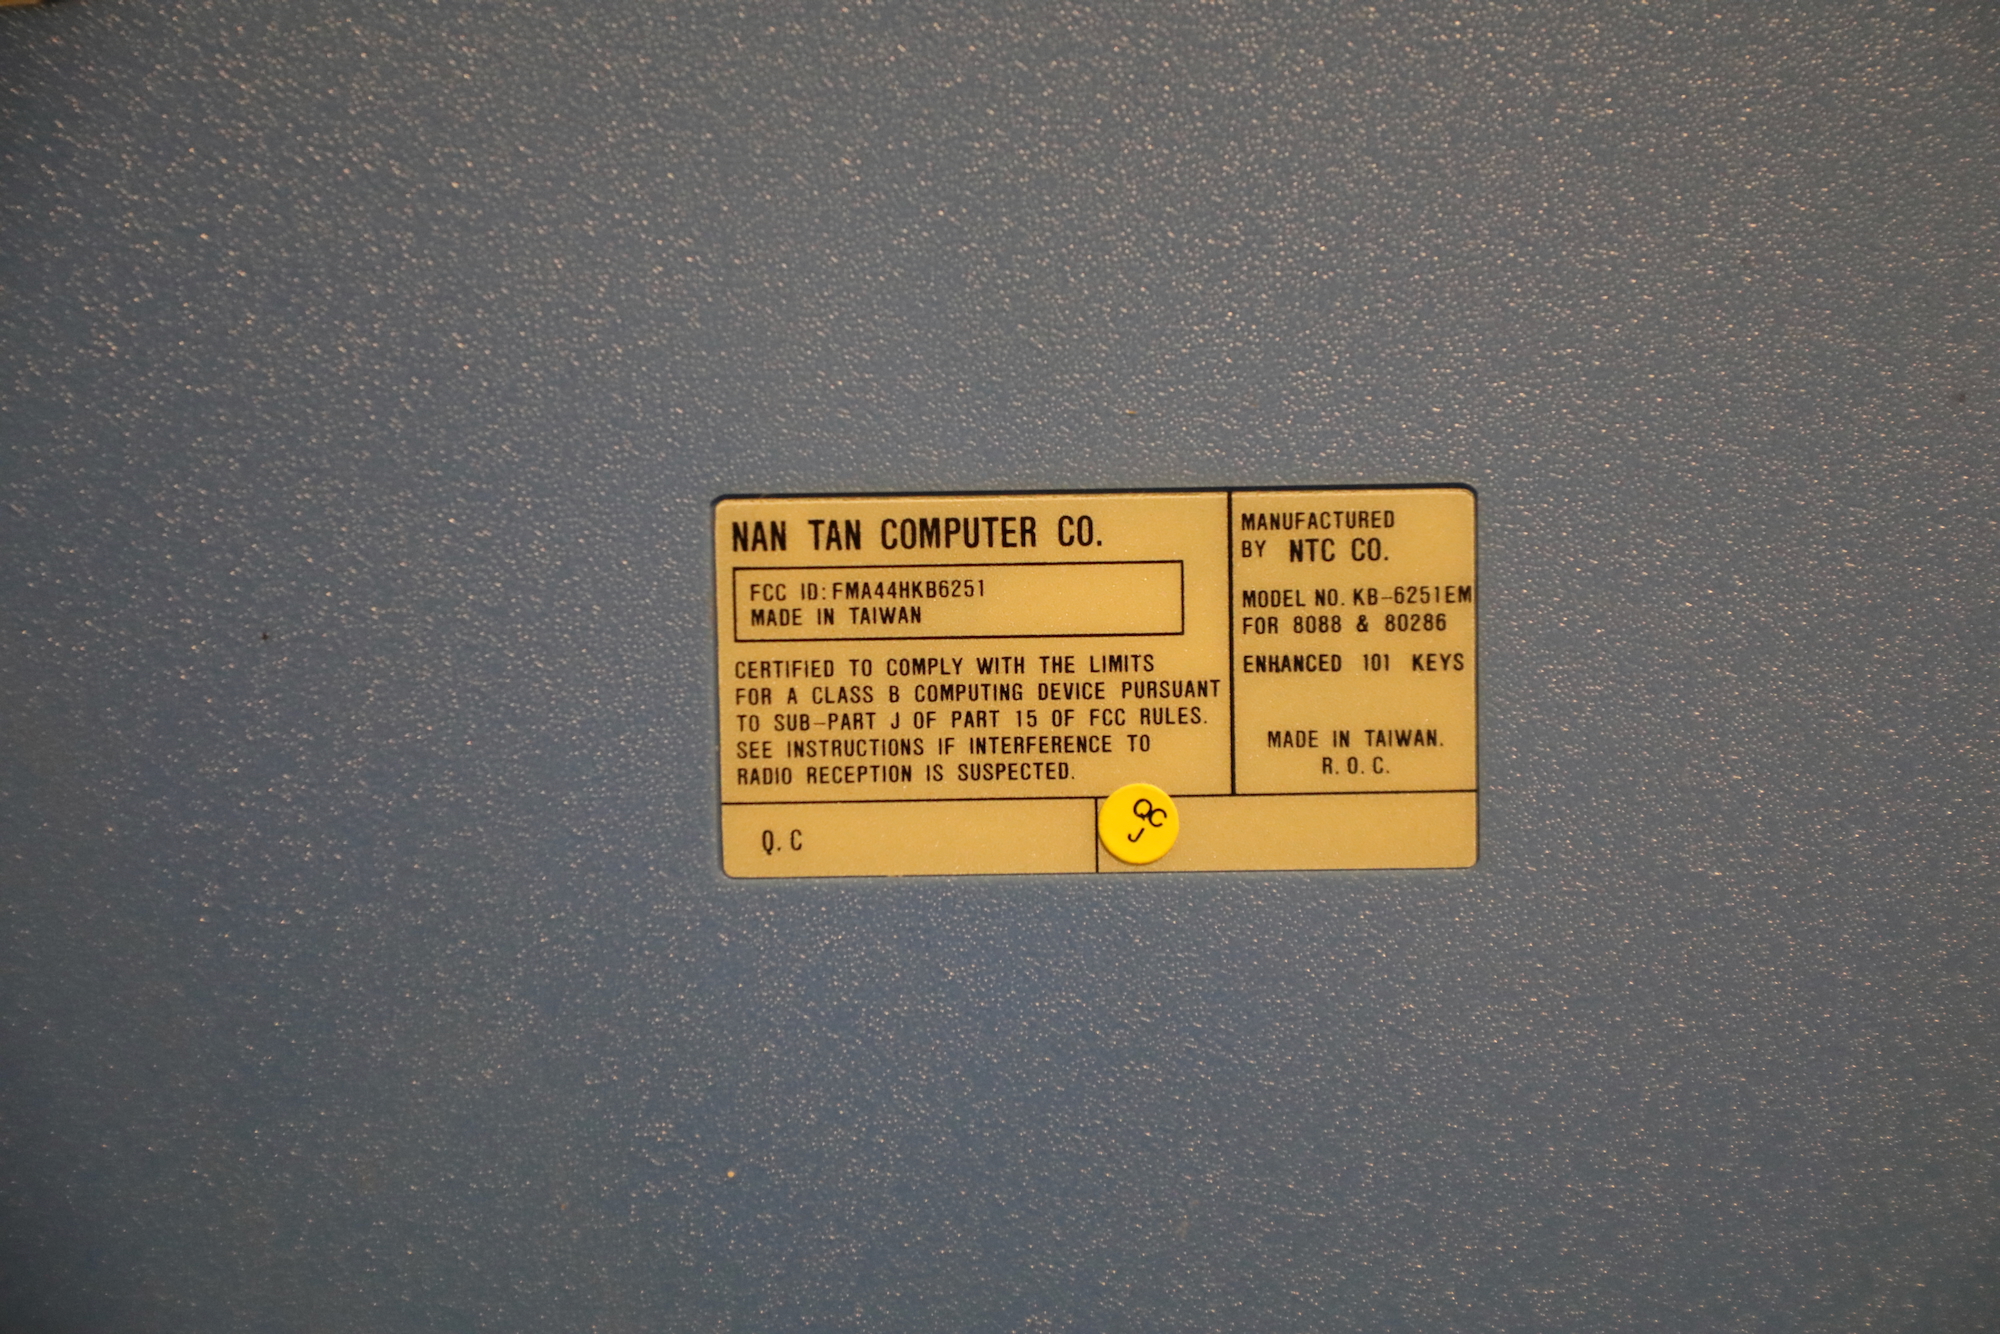 NAN TAN COMPUTER CO.
FCC ID: FMA44HKB6251
MADE IN TAIWAN
CERTIFIED TO COMPLY WITH THE LIMITS
FOR A CLASS B COMPUTING DEVICE PURSUANT
TO SUB-PART J OF PART 15 OF FCC RULES.
SEE INSTRUCTIONS IF INTERFERENCE TO
RADIO RECEPTION IS SUSPECTED.
MANUFACTURED
BY NTC CO.
MODEL NO. KB-6251EM
FOR 8088 & 80286
ENHANCED 101 KEYS
MADE IN TAIWAN.
R. O. C.
Q. C
QC
J